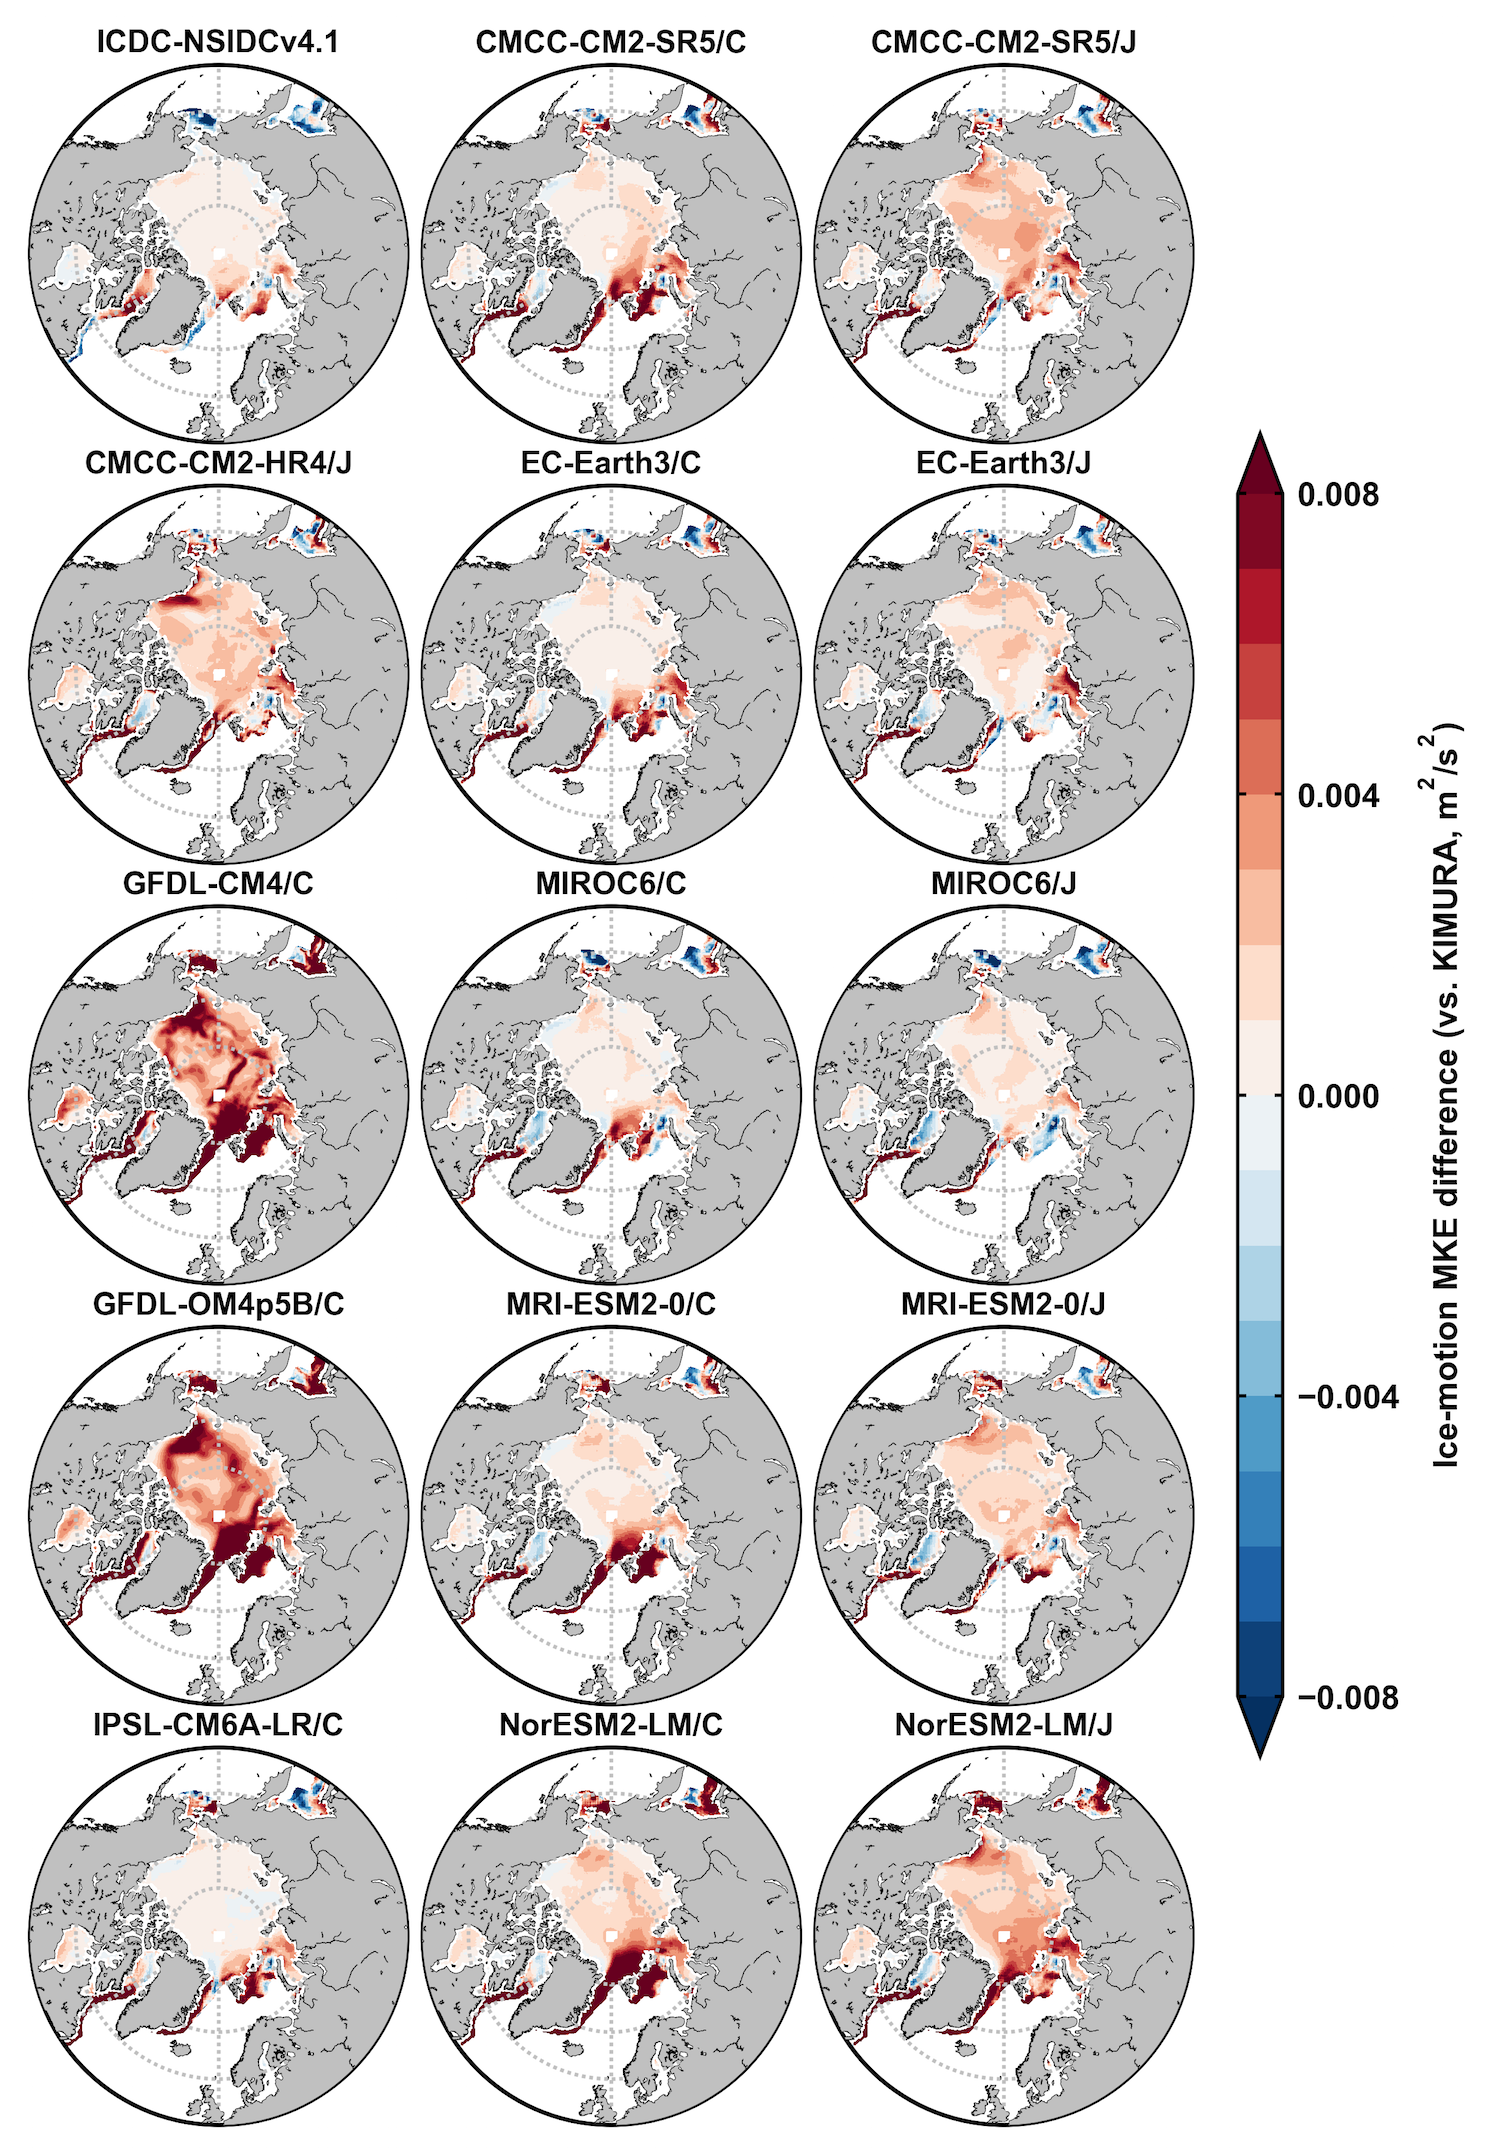 ICDC-NSIDCv4.1
CMCC-CM2-SR5/C
CMCC-CM2-SR5/J
CMCC-CM2-HR4/J
EC-Earth3/C
EC-Earth3/J
GFDL-CM4/C
MIROC6/C
MIROC6/J
GFDL-OM4p5B/C
MRI-ESM2-0/C
MRI-ESM2-0/J
IPSL-CM6A-LR/C
NorESM2-LM/C
NorESM2-LM/J
0.008
0.004
0.000
−0.004
−0.008
Ice-motion MKE difference (vs. KIMURA, m²/s²)